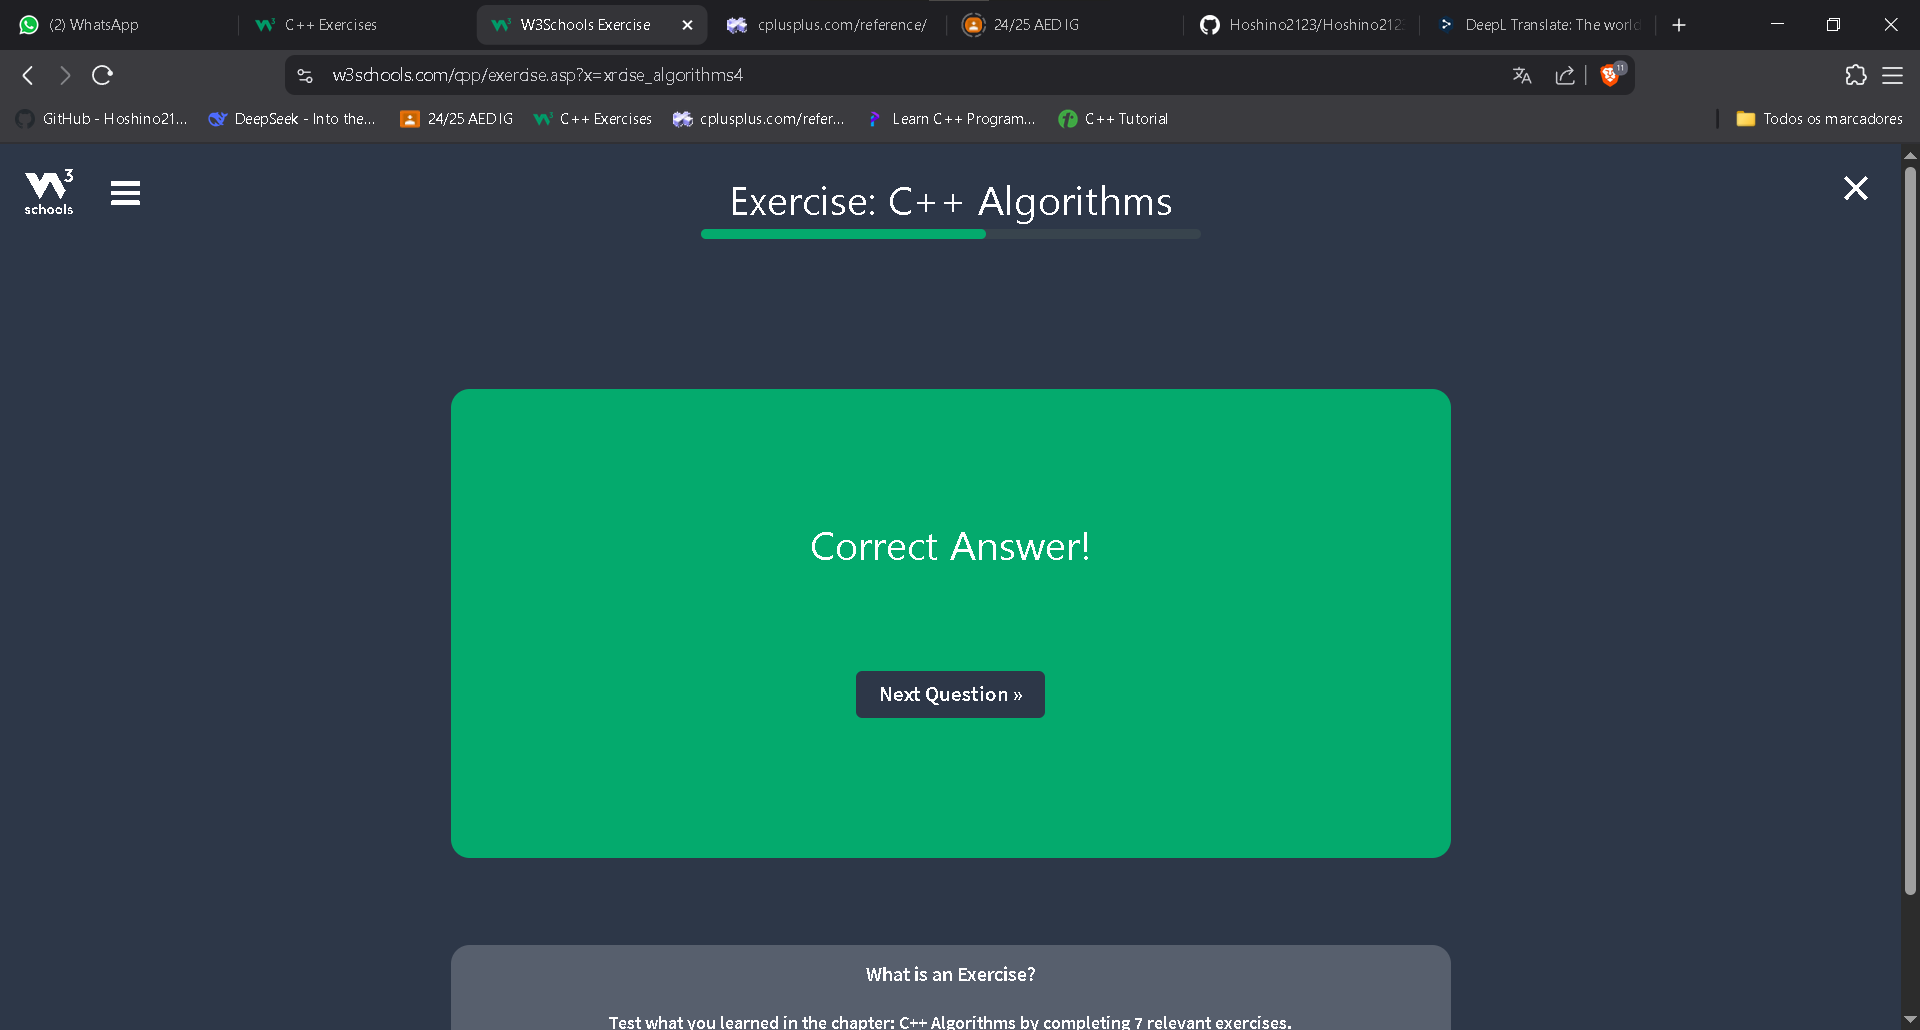 (2) WhatsApp
C++ Exercises
W3Schools Exercise
cplusplus.com/reference/
24/25 AED IG
Hoshino2123/Hoshino2123
DeepL Translate: The world
w3schools.com/cpp/exercise.asp?x=xrcise_algorithms4
11
GitHub - Hoshino21...
DeepSeek - Into the...
24/25 AED IG
C++ Exercises
cplusplus.com/refer...
Learn C++ Program...
C++ Tutorial
Todos os marcadores
W3
schools
Exercise: C++ Algorithms
Correct Answer!
Next Question »
What is an Exercise?
Test what you learned in the chapter: C++ Algorithms by completing 7 relevant exercises.